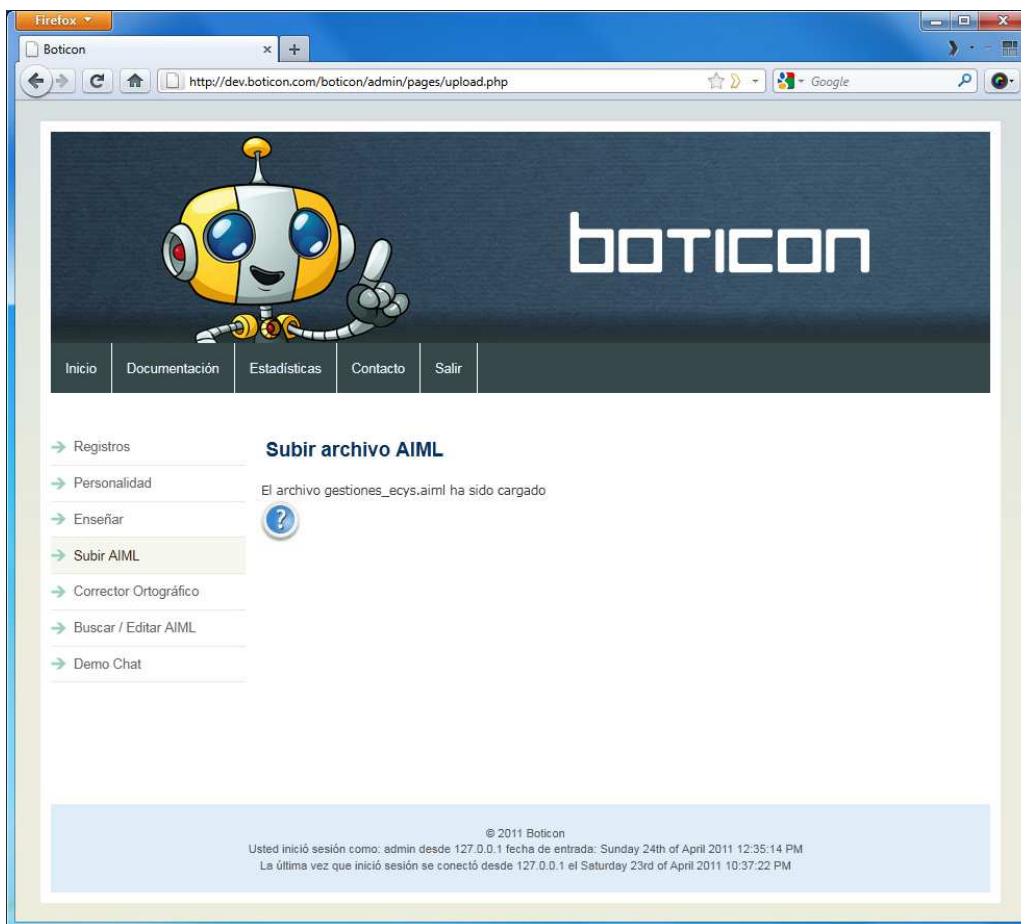 Firefox
Boticon
http://dev.boticon.com/boticon/admin/pages/upload.php
Google
boticon
Inicio
Documentación
Estadísticas
Contacto
Salir
Registros
Personalidad
Enseñar
Subir AIML
Corrector Ortográfico
Buscar / Editar AIML
Demo Chat
Subir archivo AIML
El archivo gestiones_ecys.aiml ha sido cargado
?
© 2011 Boticon
Usted inició sesión como: admin desde 127.0.0.1 fecha de entrada: Sunday 24th of April 2011 12:35:14 PM
La última vez que inició sesión se conectó desde 127.0.0.1 el Saturday 23rd of April 2011 10:37:22 PM